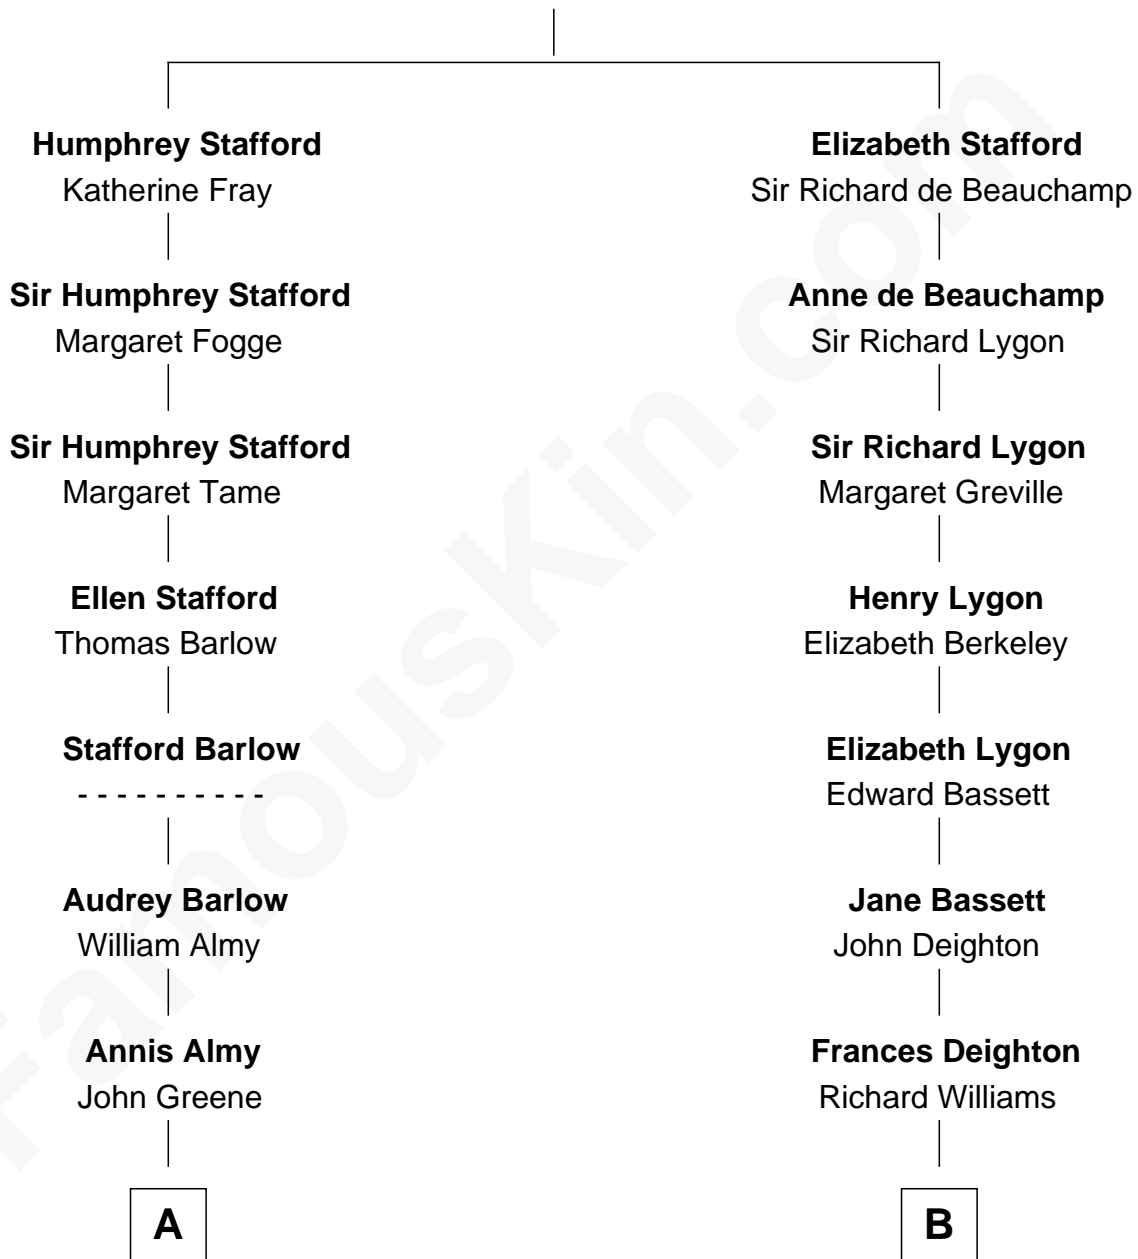 Humphrey Stafford
Katherine Fray
Sir Humphrey Stafford
Margaret Fogge
Sir Humphrey Stafford
Margaret Tame
Ellen Stafford
Thomas Barlow
Stafford Barlow
- - - - - - - - - -
Audrey Barlow
William Almy
Annis Almy
John Greene
A
Elizabeth Stafford
Sir Richard de Beauchamp
Anne de Beauchamp
Sir Richard Lygon
Sir Richard Lygon
Margaret Greville
Henry Lygon
Elizabeth Berkeley
Elizabeth Lygon
Edward Bassett
Jane Bassett
John Deighton
Frances Deighton
Richard Williams
B
FamousKin.com